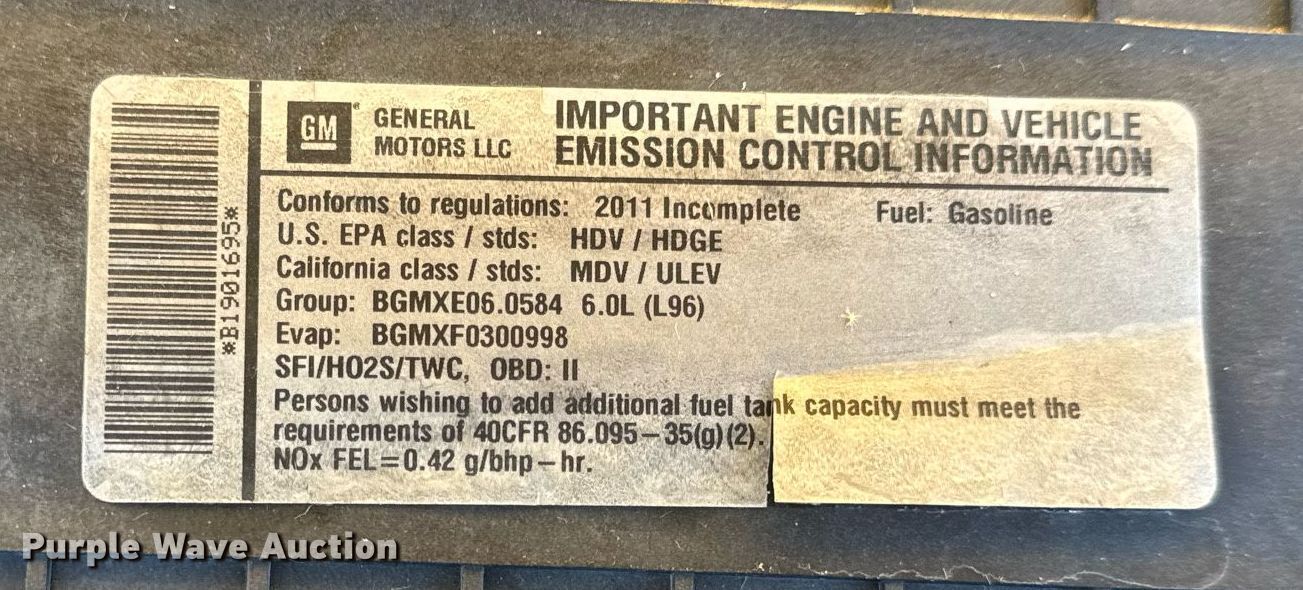 *B1901695*
GM
GENERAL
MOTORS LLC
IMPORTANT ENGINE AND VEHICLE
EMISSION CONTROL INFORMATION
Conforms to regulations: 2011 Incomplete Fuel: Gasoline
U.S. EPA class / stds: HDV / HDGE
California class / stds: MDV / ULEV
Group: BGMXE06.0584 6.0L (L96)
Evap: BGMXF0300998
SFI/HO2S/TWC, OBD: II
Persons wishing to add additional fuel tank capacity must meet the
requirements of 40CFR 86.095-35(g)(2).
NOx FEL=0.42 g/bhp-hr.
Purple Wave Auction